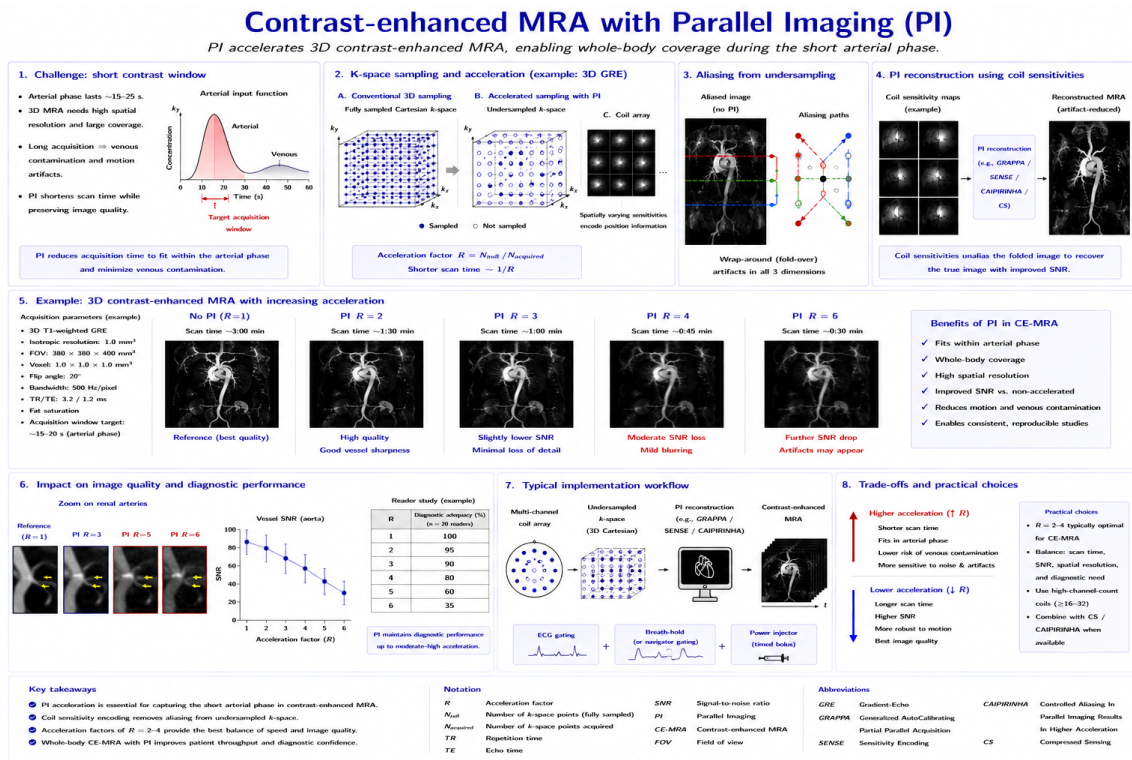 Contrast-enhanced MRA with Parallel Imaging (PI)
PI accelerates 3D contrast-enhanced MRA, enabling whole-body coverage during the short arterial phase.
1. Challenge: short contrast window
• Arterial phase lasts ~15–25 s.
• 3D MRA needs high spatial
resolution and large coverage.
• Long acquisition ⇒ venous
contamination and motion
artifacts.
• PI shortens scan time while
preserving image quality.
Arterial input function
k_y
Concentration
Arterial
Venous
0 10 20 30 40 50 60
Time (s)
Target acquisition
window
PI reduces acquisition time to fit within the arterial phase
and minimize venous contamination.
2. K-space sampling and acceleration (example: 3D GRE)
A. Conventional 3D sampling
Fully sampled Cartesian k-space
k_y
k_x
k_x
B. Accelerated sampling with PI
Undersampled k-space
k_y
k_x
k_x
C. Coil array
...
Spatially varying sensitivities
encode position information
Sampled
Not sampled
Acceleration factor R = N_full / N_acquired
Shorter scan time ~ 1/R
3. Aliasing from undersampling
Aliased image
(no PI)
Aliasing paths
Wrap-around (fold-over)
artifacts in all 3 dimensions
4. PI reconstruction using coil sensitivities
Coil sensitivity maps
(example)
PI reconstruction
(e.g., GRAPPA /
SENSE /
CAIPIRINHA /
CS)
Reconstructed MRA
(artifact-reduced)
Coil sensitivities unalias the folded image to recover
the true image with improved SNR.
5. Example: 3D contrast-enhanced MRA with increasing acceleration
Acquisition parameters (example)
• 3D T1-weighted GRE
• Isotropic resolution: 1.0 mm³
• FOV: 380 × 380 × 400 mm³
• Voxel: 1.0 × 1.0 × 1.0 mm³
• Flip angle: 20°
• Bandwidth: 500 Hz/pixel
• TR/TE: 3.2 / 1.2 ms
• Fat saturation
• Acquisition window target:
~15–20 s (arterial phase)
No PI (R=1)
Scan time ~3:00 min
Reference (best quality)
PI R = 2
Scan time ~1:30 min
High quality
Good vessel sharpness
PI R = 3
Scan time ~1:00 min
Slightly lower SNR
Minimal loss of detail
PI R = 4
Scan time ~0:45 min
Moderate SNR loss
Mild blurring
PI R = 6
Scan time ~0:30 min
Further SNR drop
Artifacts may appear
Benefits of PI in CE-MRA
✓ Fits within arterial phase
✓ Whole-body coverage
✓ High spatial resolution
✓ Improved SNR vs. non-accelerated
✓ Reduces motion and venous contamination
✓ Enables consistent, reproducible studies
6. Impact on image quality and diagnostic performance
Zoom on renal arteries
Reference
(R=1)
PI R=3
PI R=5
PI R=6
Vessel SNR (aorta)
SNR
100
80
60
40
20
0
1 2 3 4 5 6
Acceleration factor (R)
Reader study (example)
R Diagnostic adequacy (%)
(n = 20 readers)
1 100
2 95
3 90
4 80
5 60
6 35
PI maintains diagnostic performance
up to moderate–high acceleration.
7. Typical implementation workflow
Multi-channel
coil array
Undersampled
k-space
(3D Cartesian)
PI reconstruction
(e.g., GRAPPA /
SENSE / CAIPIRINHA)
Contrast-enhanced
MRA
t
ECG gating
+
Breath-hold
(or navigator gating)
+
Power injector
(timed bolus)
8. Trade-offs and practical choices
Higher acceleration (↑ R)
Shorter scan time
Fits in arterial phase
Lower risk of venous contamination
More sensitive to noise & artifacts
Lower acceleration (↓ R)
Longer scan time
Higher SNR
More robust to motion
Best image quality
Practical choices
• R = 2–4 typically optimal
for CE-MRA
• Balance: scan time,
SNR, spatial resolution,
and diagnostic need
• Use high-channel-count
coils (≥16–32)
• Combine with CS /
CAIPIRINHA when
available
Key takeaways
PI acceleration is essential for capturing the short arterial phase in contrast-enhanced MRA.
Coil sensitivity encoding removes aliasing from undersampled k-space.
Acceleration factors of R = 2–4 provide the best balance of speed and image quality.
Whole-body CE-MRA with PI improves patient throughput and diagnostic confidence.
Notation
R Acceleration factor
N_full Number of k-space points (fully sampled)
N_acquired Number of k-space points acquired
TR Repetition time
TE Echo time
SNR Signal-to-noise ratio
PI Parallel Imaging
CE-MRA Contrast-enhanced MRA
FOV Field of view
Abbreviations
GRE Gradient-Echo
GRAPPA Generalized AutoCalibrating
Partial Parallel Acquisition
SENSE Sensitivity Encoding
CAIPIRINHA Controlled Aliasing In
Parallel Imaging Results
In Higher Acceleration
CS Compressed Sensing